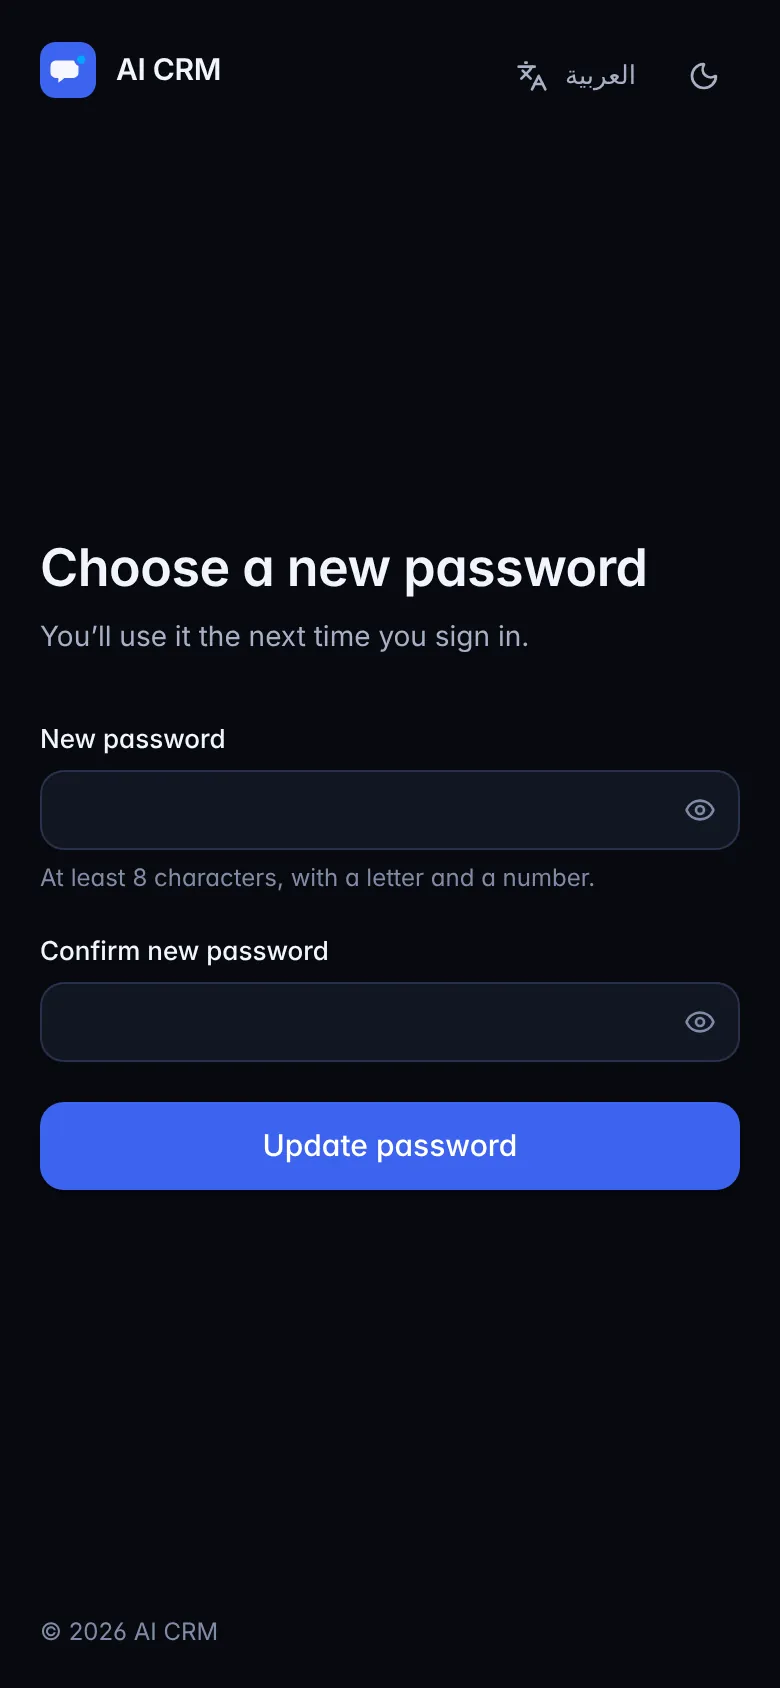 AI CRM
العربية
Choose a new password
You’ll use it the next time you sign in.
New password
At least 8 characters, with a letter and a number.
Confirm new password
Update password
© 2026 AI CRM